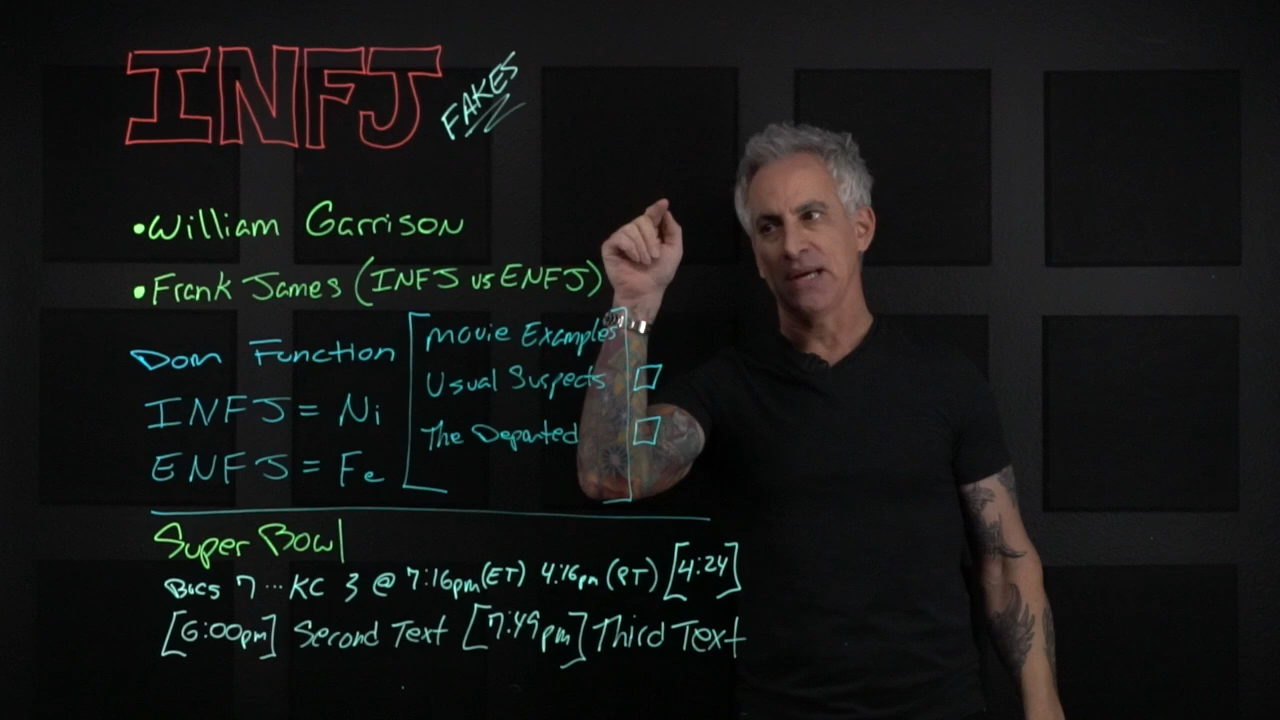 INFJ FAKES
•William Garrison
•Frank James (INFJ vs ENFJ)
Dom Function
INFJ = Ni
ENFJ = Fe
[Movie Examples
Usual Suspects
The Departed]
Super Bowl
Bucs 7 ... KC 3 @ 7:16pm (ET) 4:16pm (PT) [4:24]
[6:00pm] Second Text [7:49pm] Third Text